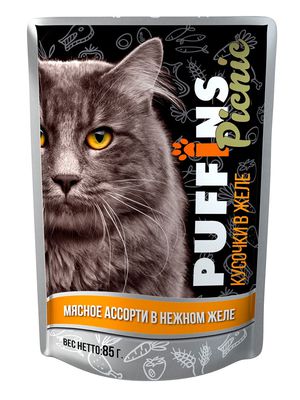 PUFFINS
Picnic
КУСОЧКИ В ЖЕЛЕ
МЯСНОЕ АССОРТИ В НЕЖНОМ ЖЕЛЕ
ВЕС НЕТТО:85 Г.